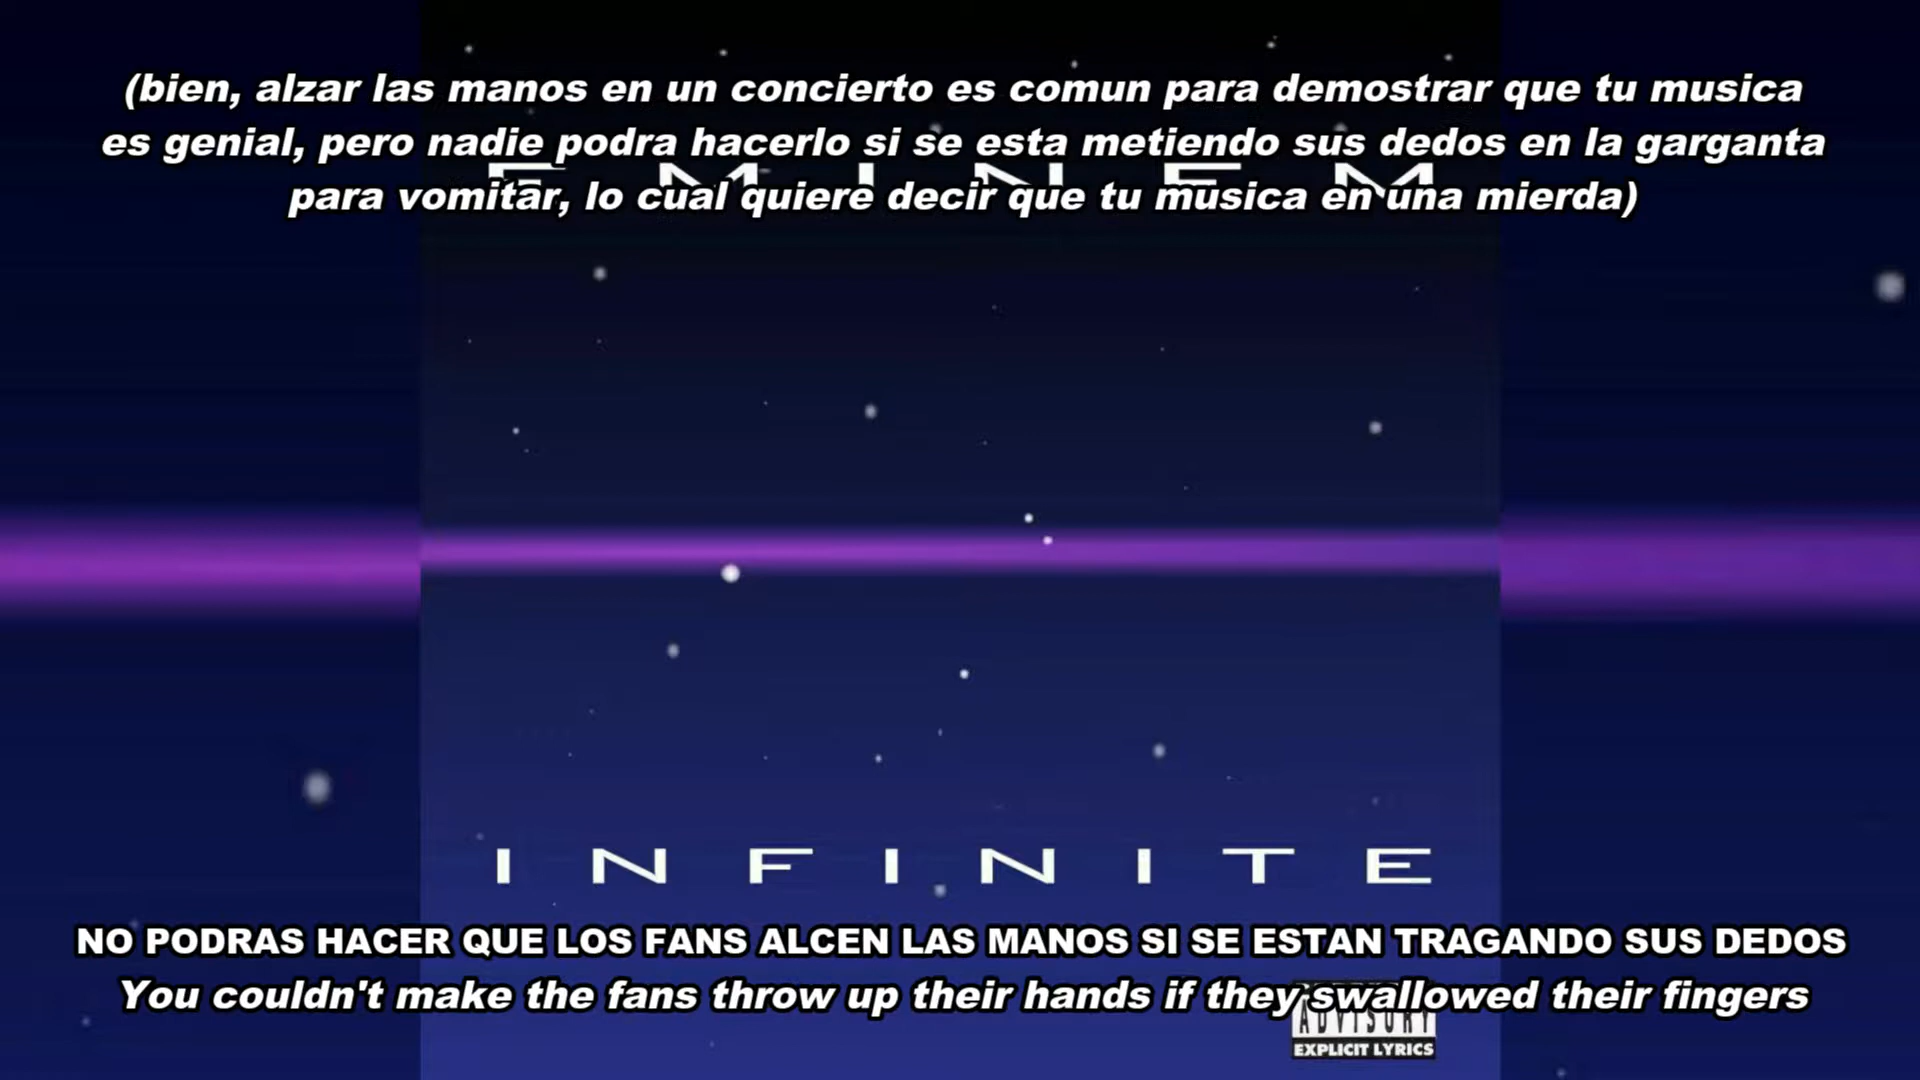 (bien, alzar las manos en un concierto es comun para demostrar que tu musica
es genial, pero nadie podra hacerlo si se esta metiendo sus dedos en la garganta
EMINEM
para vomitar, lo cual quiere decir que tu musica en una mierda)
INFINITE
NO PODRAS HACER QUE LOS FANS ALCEN LAS MANOS SI SE ESTAN TRAGANDO SUS DEDOS
You couldn't make the fans throw up their hands if they swallowed their fingers
ADVISORY
EXPLICIT LYRICS